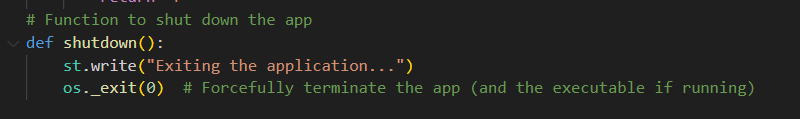 # Function to shut down the app
def shutdown():
st.write("Exiting the application...")
os._exit(0)  # Forcefully terminate the app (and the executable if running)